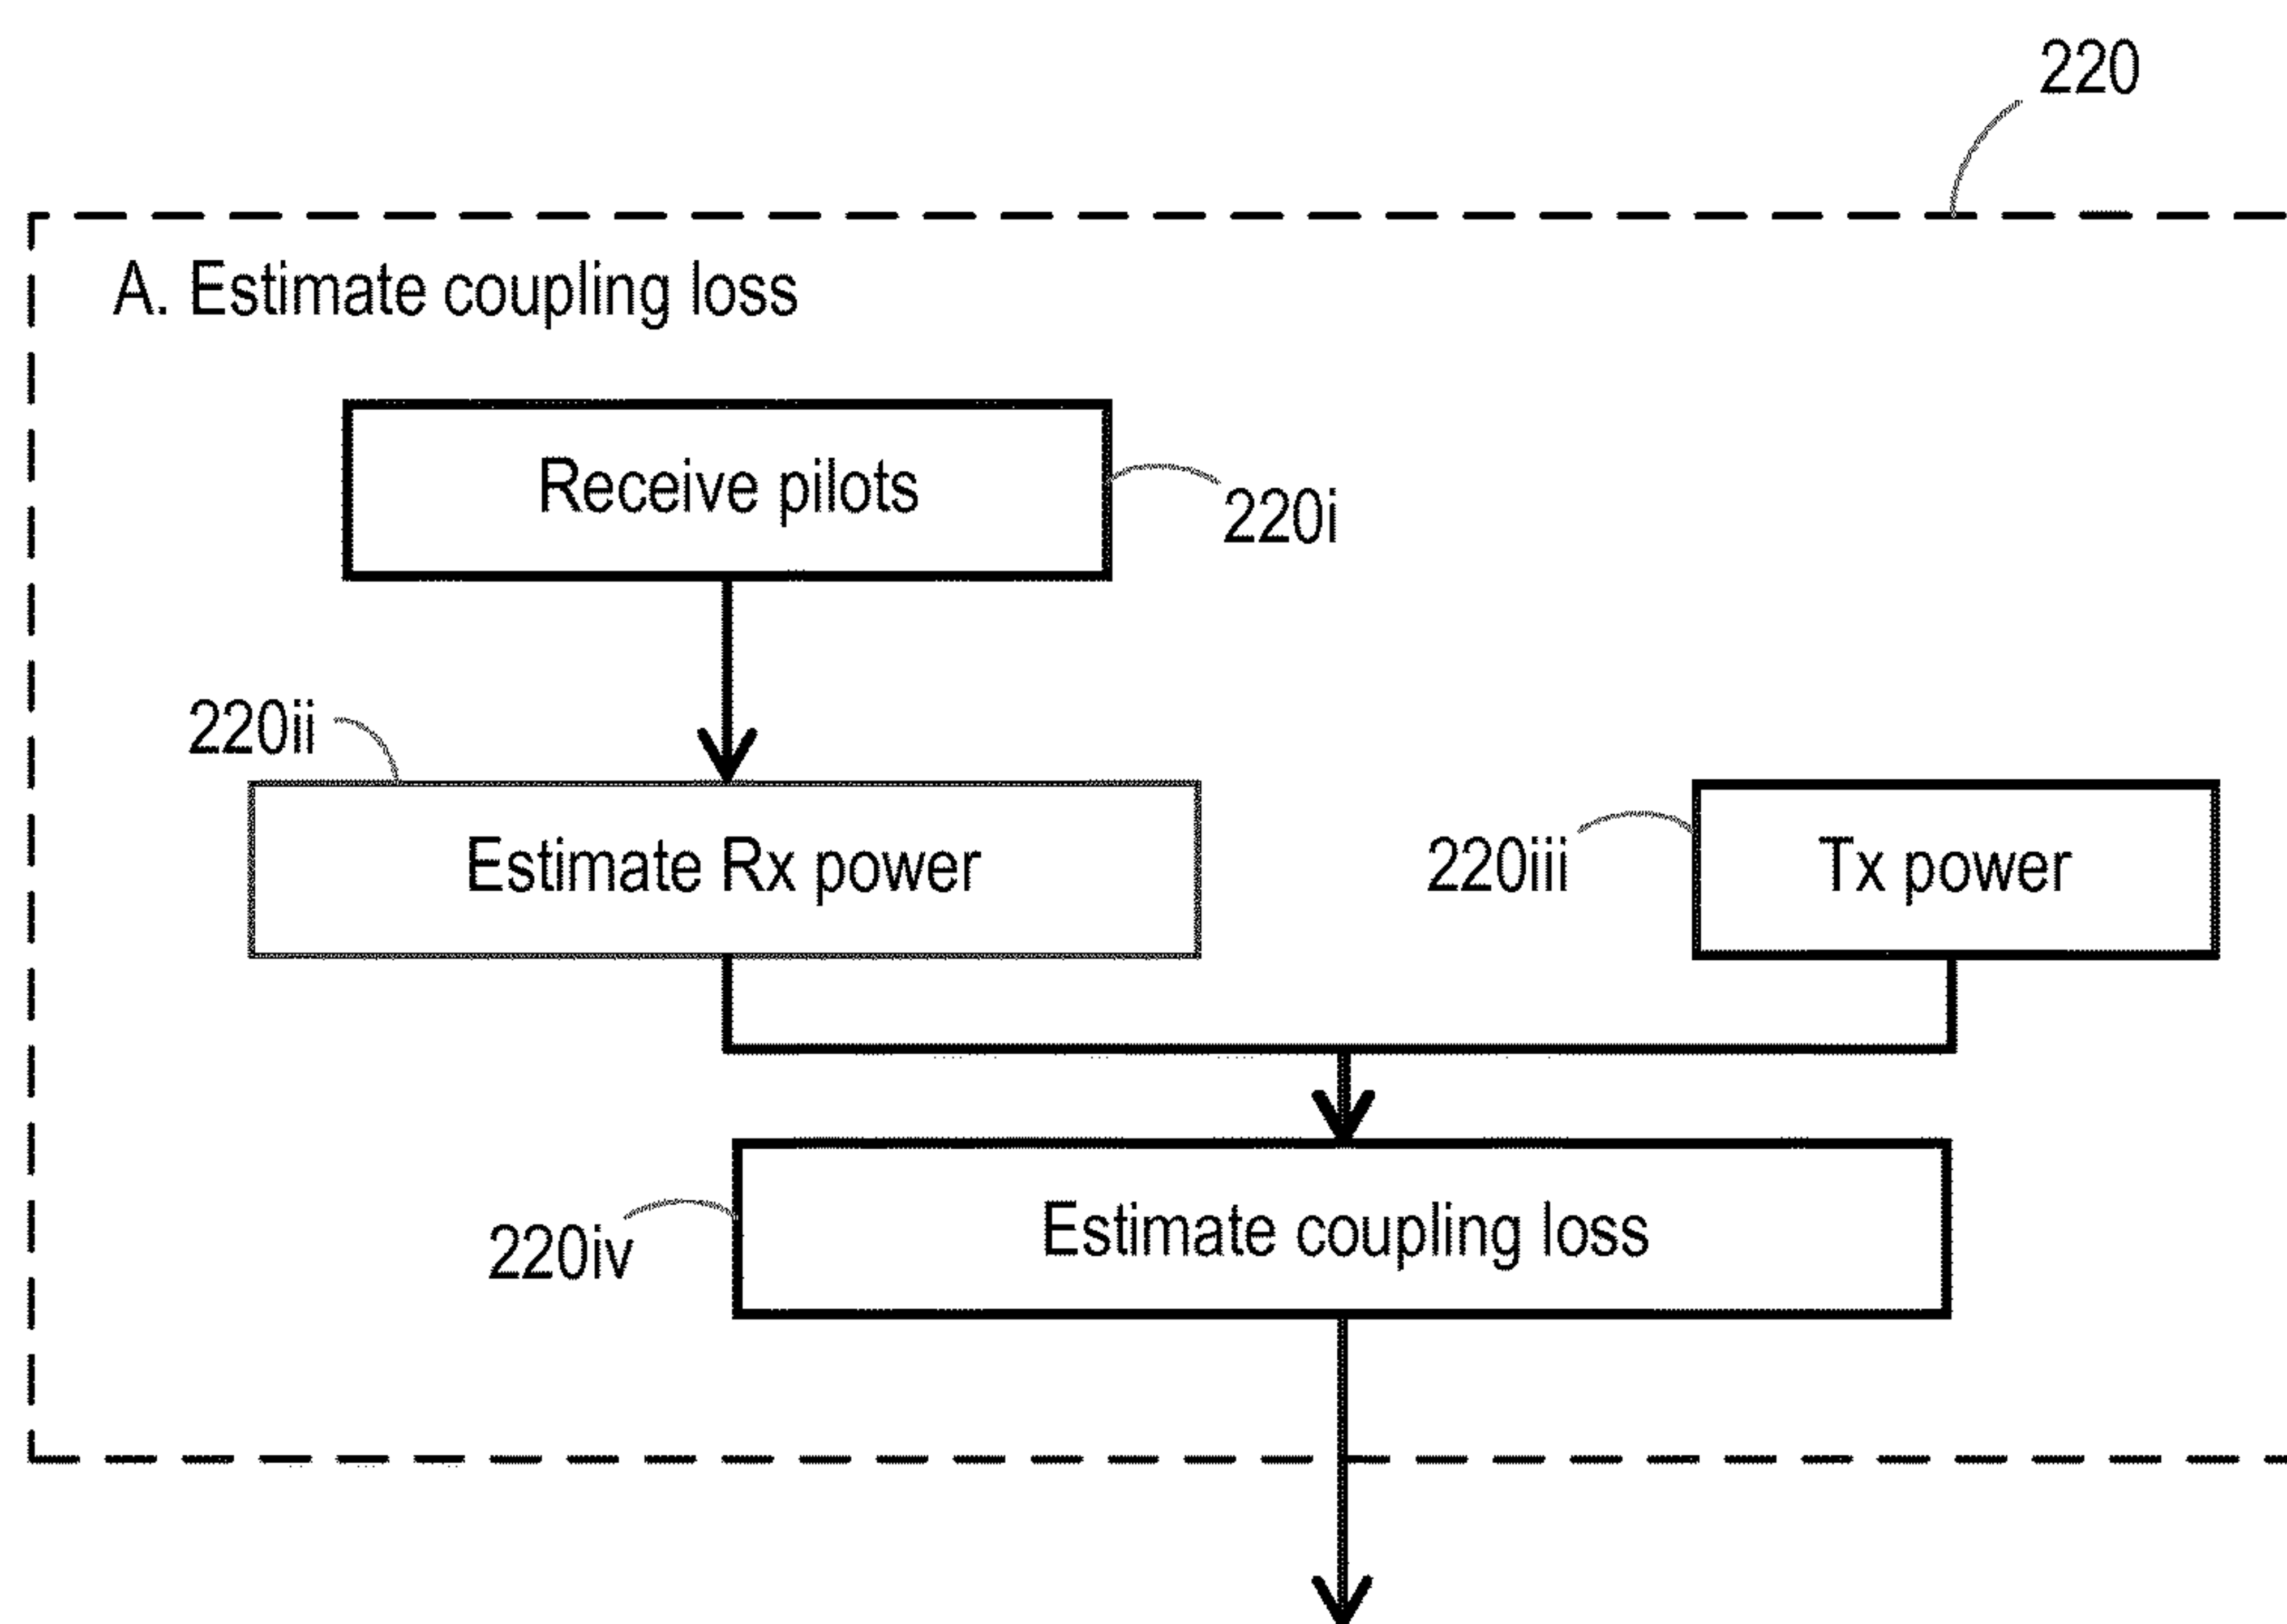 220
A. Estimate coupling loss
Receive pilots
220i
220ii
Estimate Rx power
220iii
Tx power
220iv
Estimate coupling loss